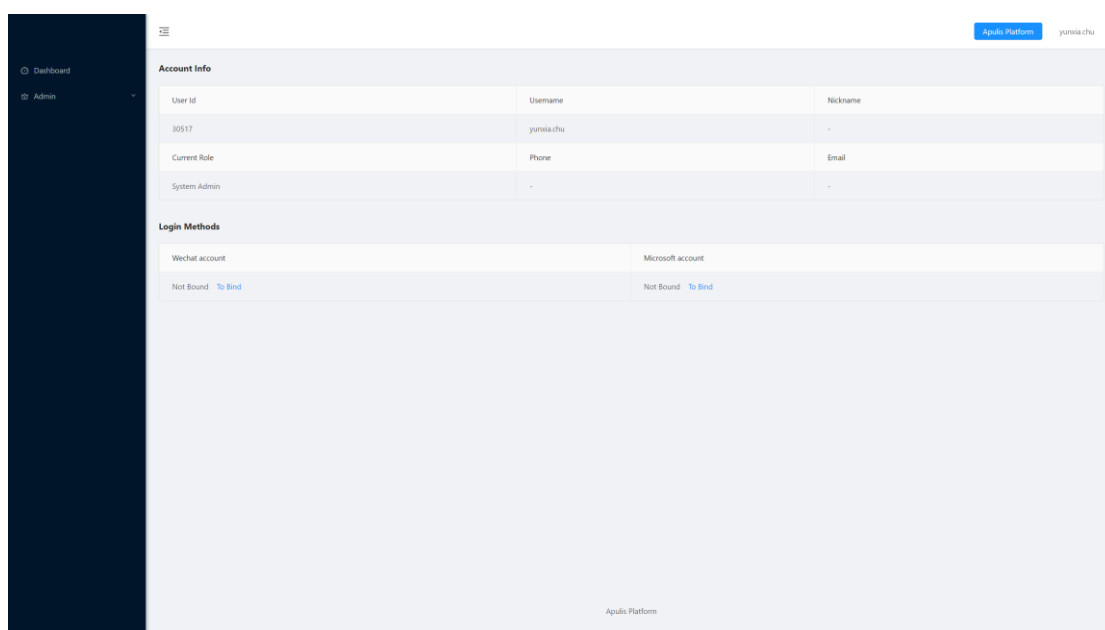 Apulis Platform yunxia.chu
Dashboard
Admin
Account Info
User Id Username Nickname
30517 yunxia.chu -
Current Role Phone Email
System Admin - -
Login Methods
Wechat account Microsoft account
Not Bound To Bind Not Bound To Bind
Apulis Platform